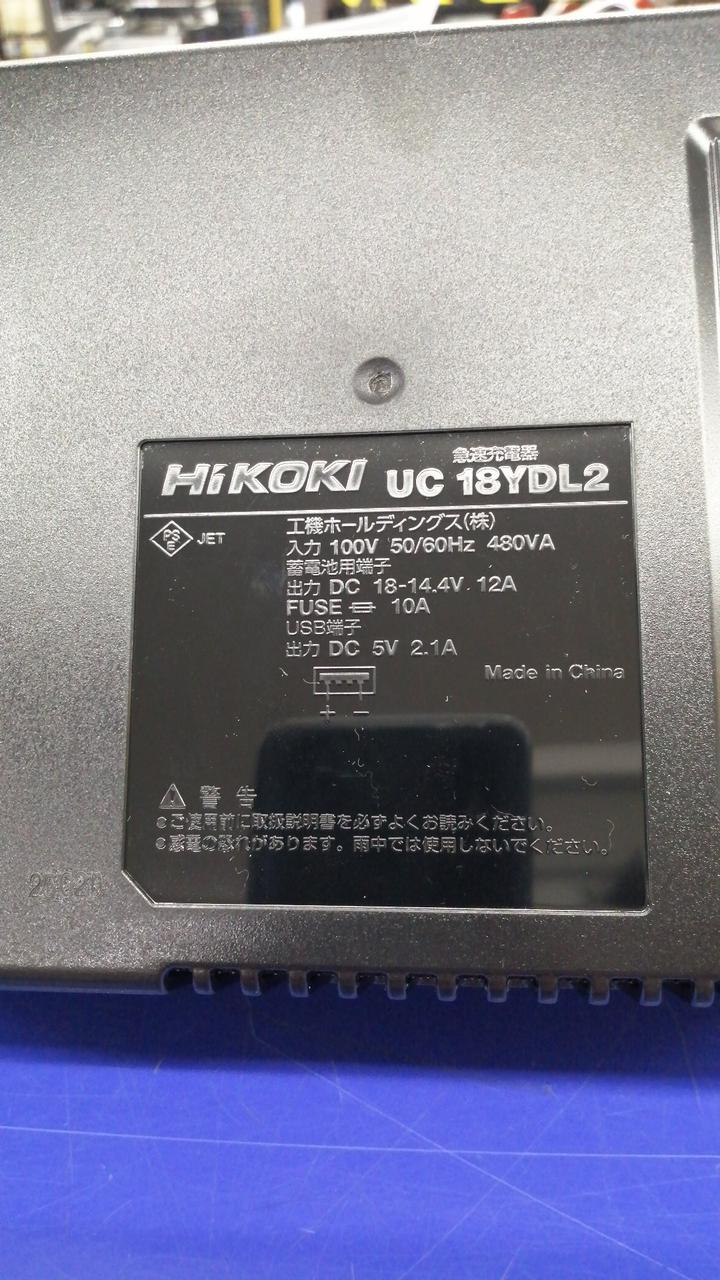 急速充電器
HiKOKI UC 18YDL2
PS
E
JET
工機ホールディングス(株)
入力 100V 50/60Hz 480VA
蓄電池用端子
出力 DC 18-14.4V 12A
FUSE 10A
USB端子
出力 DC 5V 2.1A
Made in China
+ −
警告
●ご使用前に取扱説明書を必ずよくお読みください。
●感電の恐れがあります。雨中では使用しないでください。